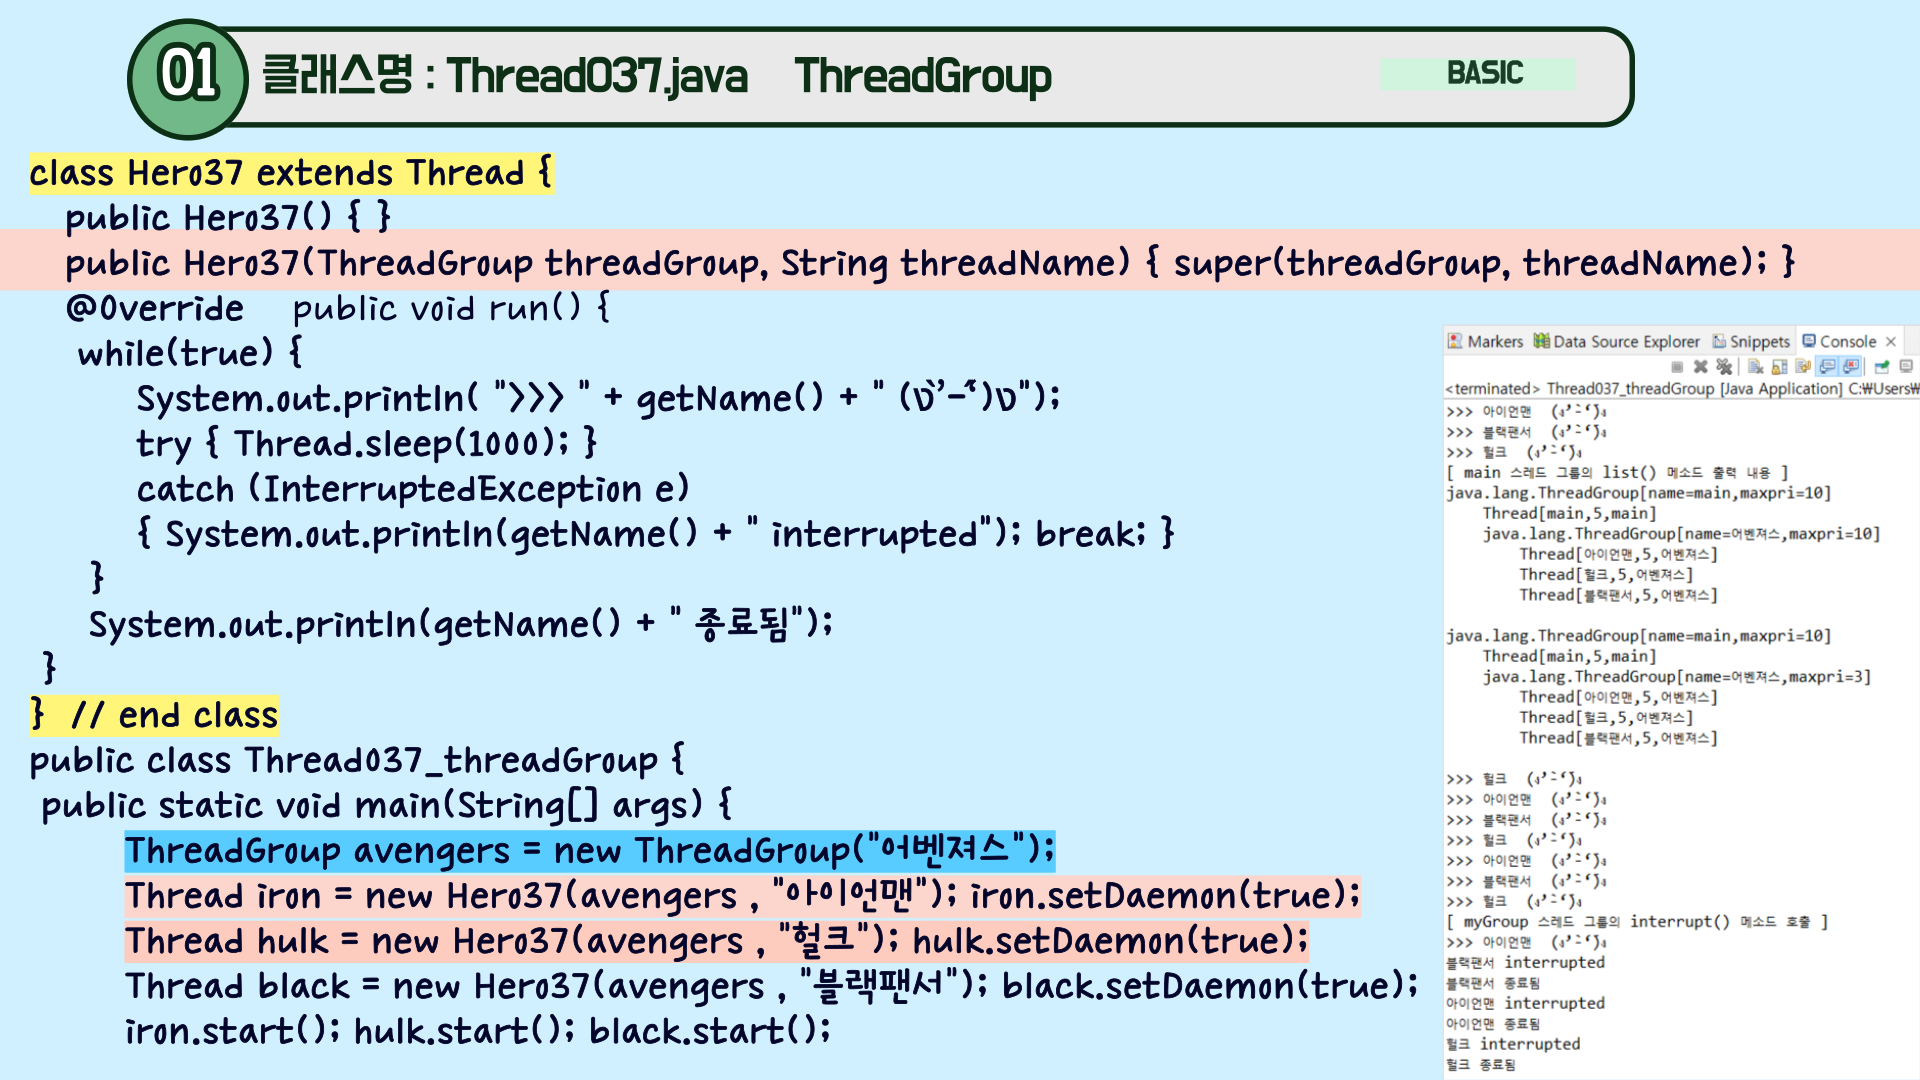 01 클래스명 : Thread037.java ThreadGroup BASIC
class Hero37 extends Thread {
public Hero37() { }
public Hero37(ThreadGroup threadGroup, String threadName) { super(threadGroup, threadName); }
@Override public void run() {
while(true) {
System.out.println( ">>> " + getName() + " (ง'̀-'́)ง");
try { Thread.sleep(1000); }
catch (InterruptedException e)
{ System.out.println(getName() + " interrupted"); break; }
}
System.out.println(getName() + " 종료됨");
}
} // end class
public class Thread037_threadGroup {
public static void main(String[] args) {
ThreadGroup avengers = new ThreadGroup("어벤져스");
Thread iron = new Hero37(avengers , "아이언맨"); iron.setDaemon(true);
Thread hulk = new Hero37(avengers , "헐크"); hulk.setDaemon(true);
Thread black = new Hero37(avengers , "블랙팬서"); black.setDaemon(true);
iron.start(); hulk.start(); black.start();
Markers Data Source Explorer Snippets Console
<terminated> Thread037_threadGroup [Java Application] C:₩Users₩
>>> 아이언맨 (ง'̀-'́)ง
>>> 블랙팬서 (ง'̀-'́)ง
>>> 헐크 (ง'̀-'́)ง
[ main 스레드 그룹의 list() 메소드 출력 내용 ]
java.lang.ThreadGroup[name=main,maxpri=10]
Thread[main,5,main]
java.lang.ThreadGroup[name=어벤져스,maxpri=10]
Thread[아이언맨,5,어벤져스]
Thread[헐크,5,어벤져스]
Thread[블랙팬서,5,어벤져스]
java.lang.ThreadGroup[name=main,maxpri=10]
Thread[main,5,main]
java.lang.ThreadGroup[name=어벤져스,maxpri=3]
Thread[아이언맨,5,어벤져스]
Thread[헐크,5,어벤져스]
Thread[블랙팬서,5,어벤져스]
>>> 헐크 (ง'̀-'́)ง
>>> 아이언맨 (ง'̀-'́)ง
>>> 블랙팬서 (ง'̀-'́)ง
>>> 헐크 (ง'̀-'́)ง
>>> 아이언맨 (ง'̀-'́)ง
>>> 블랙팬서 (ง'̀-'́)ง
>>> 헐크 (ง'̀-'́)ง
[ myGroup 스레드 그룹의 interrupt() 메소드 호출 ]
>>> 아이언맨 (ง'̀-'́)ง
블랙팬서 interrupted
블랙팬서 종료됨
아이언맨 interrupted
아이언맨 종료됨
헐크 interrupted
헐크 종료됨